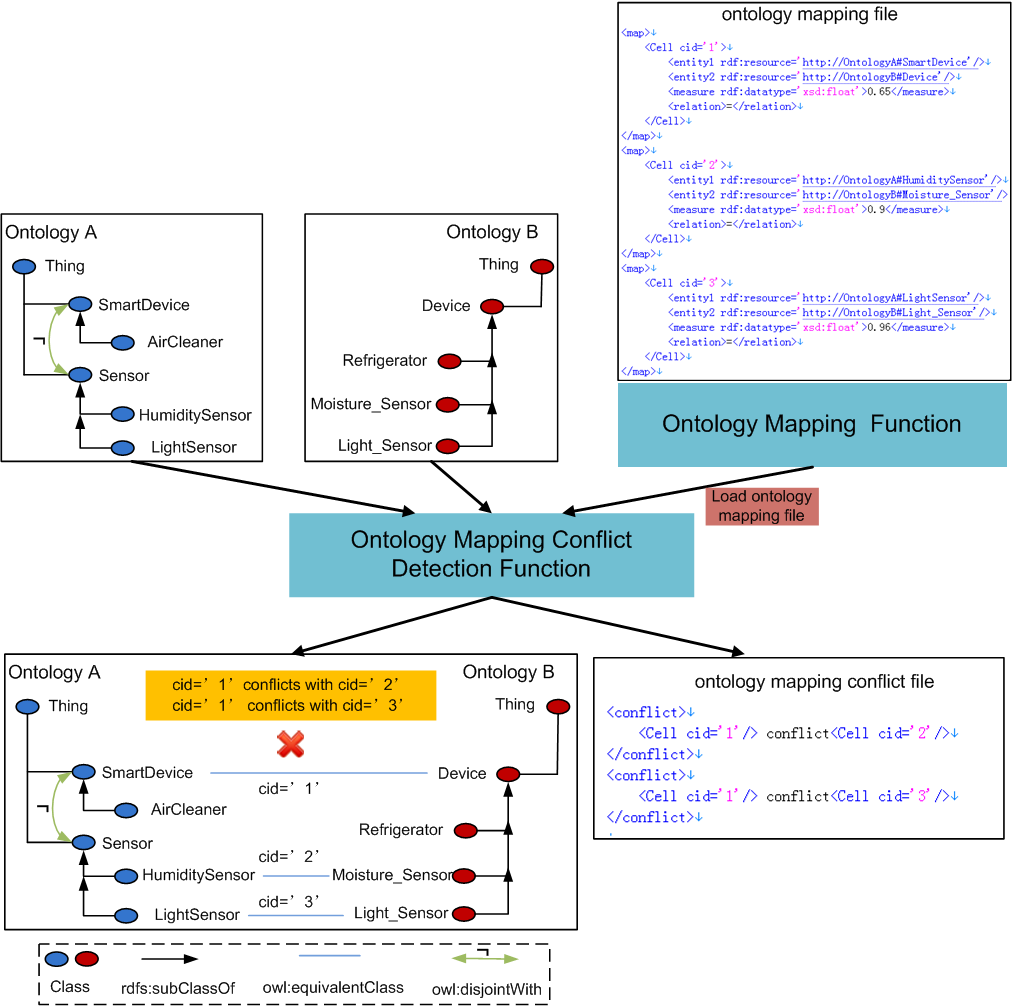 ontology mapping file
<map>↓
<Cell cid='1'>↓
<entity1 rdf:resource='http://OntologyA#SmartDevice'/>↓
<entity2 rdf:resource='http://OntologyB#Device'/>↓
<measure rdf:datatype='xsd:float'>0.65</measure>↓
<relation>=</relation>↓
</Cell>↓
</map>↓
<map>↓
<Cell cid='2'>↓
<entity1 rdf:resource='http://OntologyA#HumiditySensor'/>↓
<entity2 rdf:resource='http://OntologyB#Moisture_Sensor'/>
<measure rdf:datatype='xsd:float'>0.9</measure>↓
<relation>=</relation>↓
</Cell>↓
</map>↓
<map>↓
<Cell cid='3'>↓
<entity1 rdf:resource='http://OntologyA#LightSensor'/>↓
<entity2 rdf:resource='http://OntologyB#Light_Sensor'/>↓
<measure rdf:datatype='xsd:float'>0.96</measure>↓
<relation>=</relation>↓
</Cell>↓
</map>↓
Ontology A
Thing
SmartDevice
¬
AirCleaner
Sensor
HumiditySensor
LightSensor
Ontology B
Thing
Device
Refrigerator
Moisture_Sensor
Light_Sensor
Ontology Mapping Function
Load ontology
mapping file
Ontology Mapping Conflict
Detection Function
Ontology A
cid=’1’ conflicts with cid=’2’
cid=’1’ conflicts with cid=’3’
Ontology B
Thing
Thing
SmartDevice
cid=’1’
Device
¬
AirCleaner
Refrigerator
Sensor
cid=’2’
HumiditySensor
Moisture_Sensor
cid=’3’
LightSensor
Light_Sensor
ontology mapping conflict file
<conflict>↓
<Cell cid='1'/> conflict<Cell cid='2'/>↓
</conflict>↓
<conflict>↓
<Cell cid='1'/> conflict<Cell cid='3'/>↓
</conflict>↓
¬
Class
rdfs:subClassOf
owl:equivalentClass
owl:disjointWith